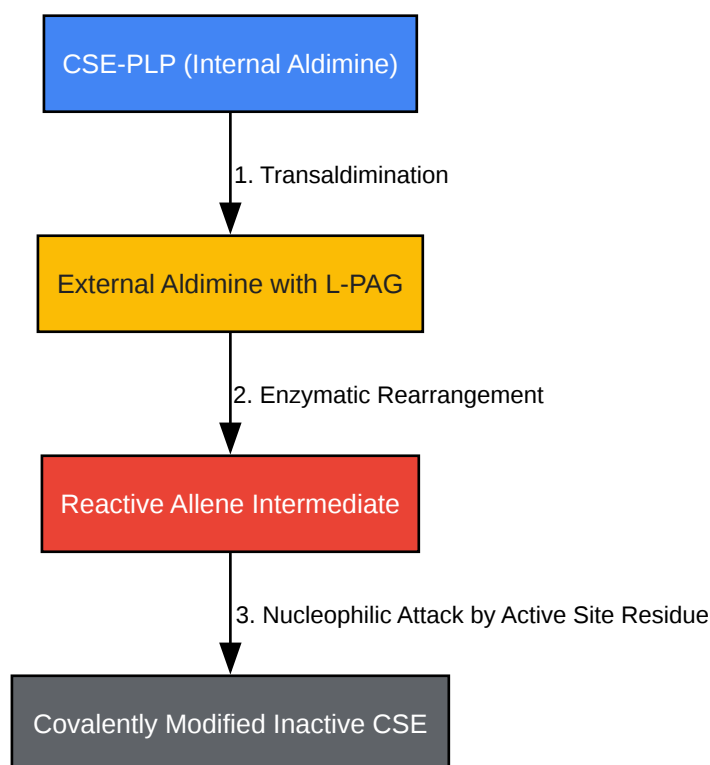 CSE-PLP (Internal Aldimine)
1. Transaldimination
External Aldimine with L-PAG
2. Enzymatic Rearrangement
Reactive Allene Intermediate
3. Nucleophilic Attack by Active Site Residue
Covalently Modified Inactive CSE